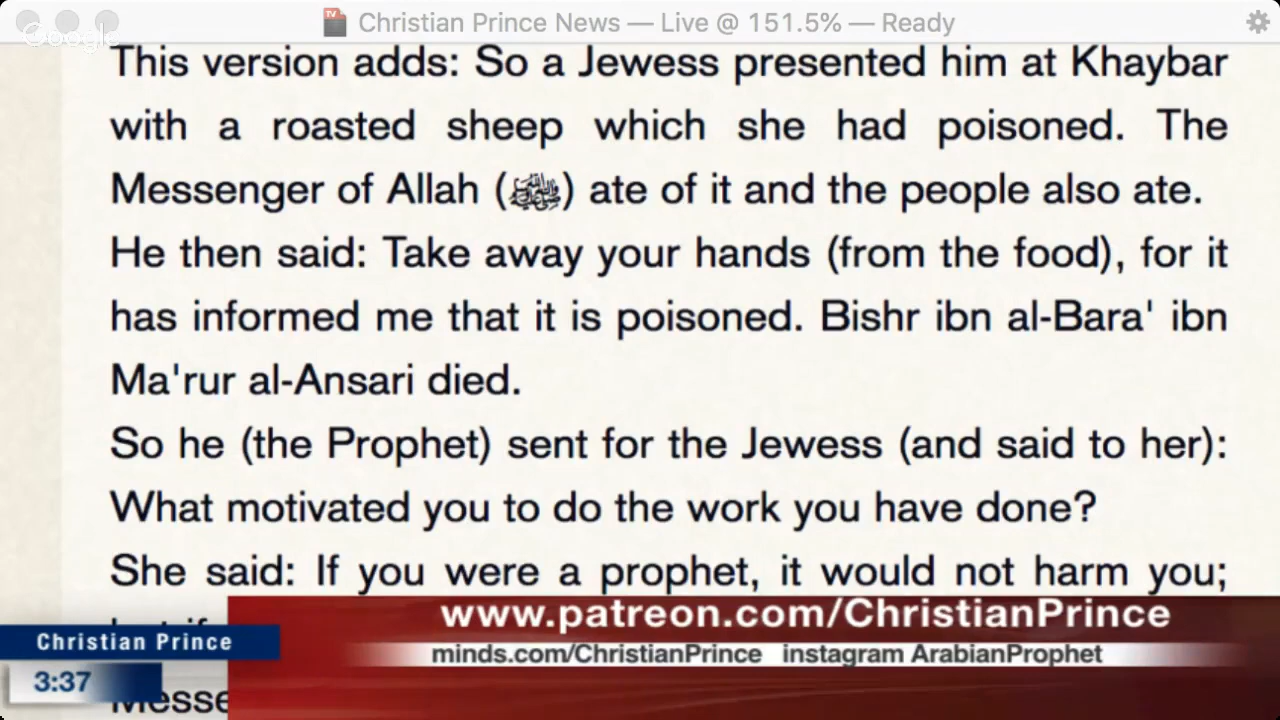 Christian Prince News — Live @ 151.5% — Ready
Google
This version adds: So a Jewess presented him at Khaybar
with a roasted sheep which she had poisoned. The
Messenger of Allah (ﷺ) ate of it and the people also ate.
He then said: Take away your hands (from the food), for it
has informed me that it is poisoned. Bishr ibn al-Bara' ibn
Ma'rur al-Ansari died.
So he (the Prophet) sent for the Jewess (and said to her):
What motivated you to do the work you have done?
She said: If you were a prophet, it would not harm you;
www.patreon.com/ChristianPrince
Christian Prince
minds.com/ChristianPrince instagram ArabianProphet
3:37